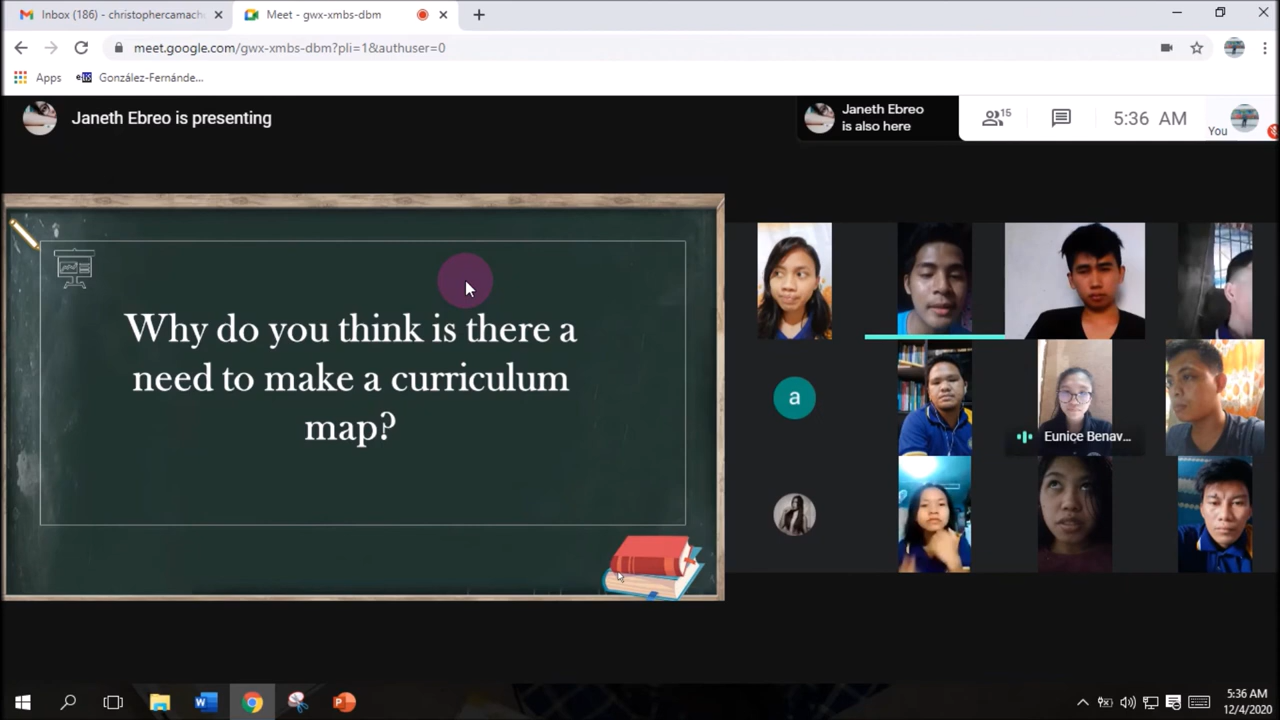 Inbox (186) - christophercamach
Meet - gwx-xmbs-dbm
meet.google.com/gwx-xmbs-dbm?pli=1&authuser=0
Apps
González-Fernánde...
Janeth Ebreo is presenting
Janeth Ebreo
is also here
15
5:36 AM
You
Why do you think is there a
need to make a curriculum
map?
a
Eunice Benav...
5:36 AM
12/4/2020